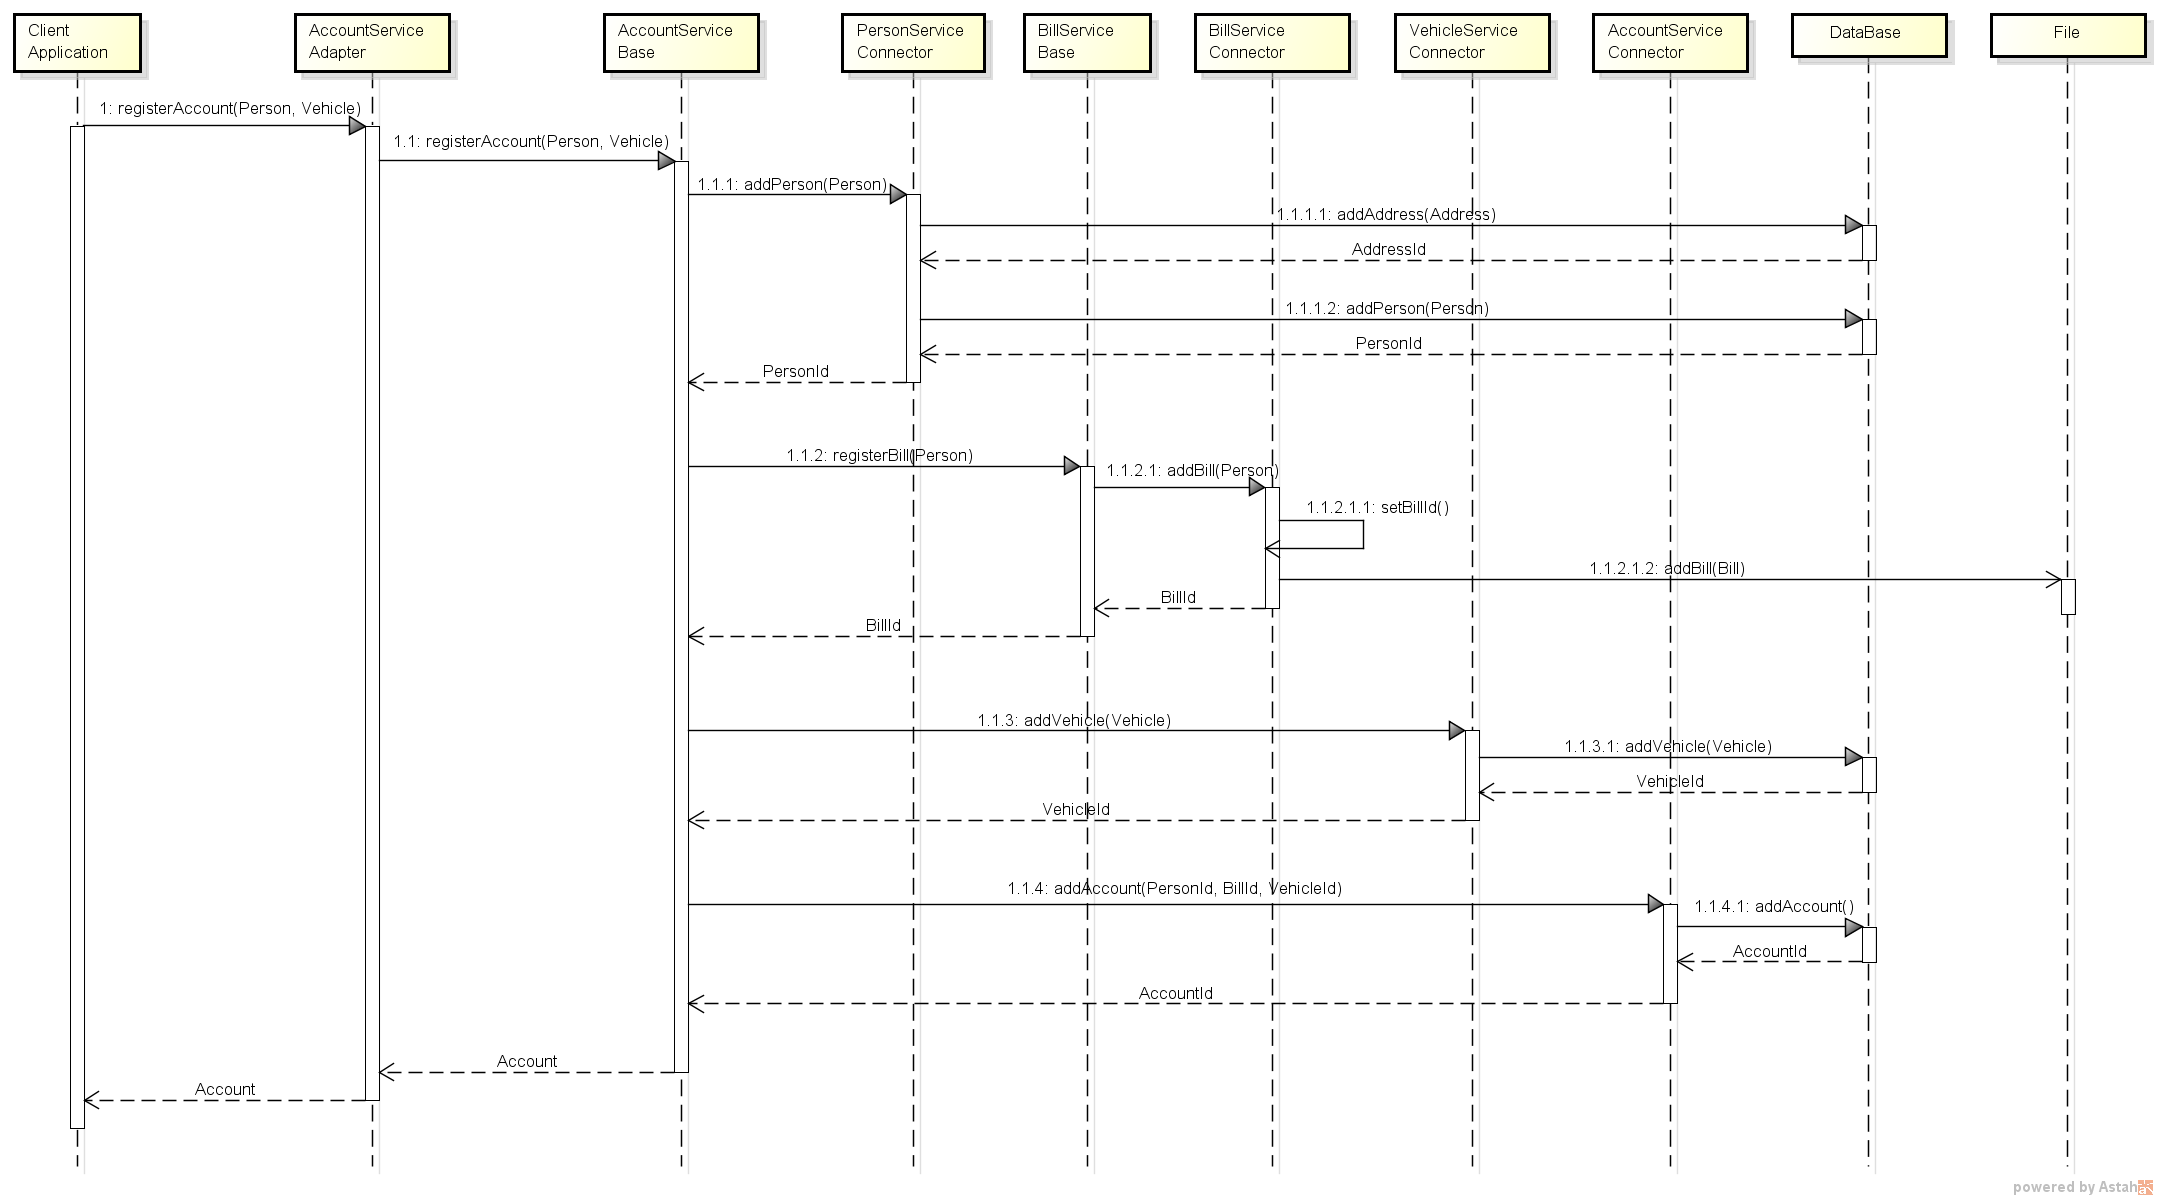 Client
Application
AccountService
Adapter
AccountService
Base
PersonService
Connector
BillService
Base
BillService
Connector
VehicleService
Connector
AccountService
Connector
DataBase
File
1: registerAccount(Person, Vehicle)
1.1: registerAccount(Person, Vehicle)
1.1.1: addPerson(Person)
1.1.1.1: addAddress(Address)
AddressId
1.1.1.2: addPerson(Person)
PersonId
PersonId
1.1.2: registerBill(Person)
1.1.2.1: addBill(Person)
1.1.2.1.1: setBillId()
1.1.2.1.2: addBill(Bill)
BillId
BillId
1.1.3: addVehicle(Vehicle)
1.1.3.1: addVehicle(Vehicle)
VehicleId
VehicleId
1.1.4: addAccount(PersonId, BillId, VehicleId)
1.1.4.1: addAccount()
AccountId
AccountId
Account
Account
powered by Astah